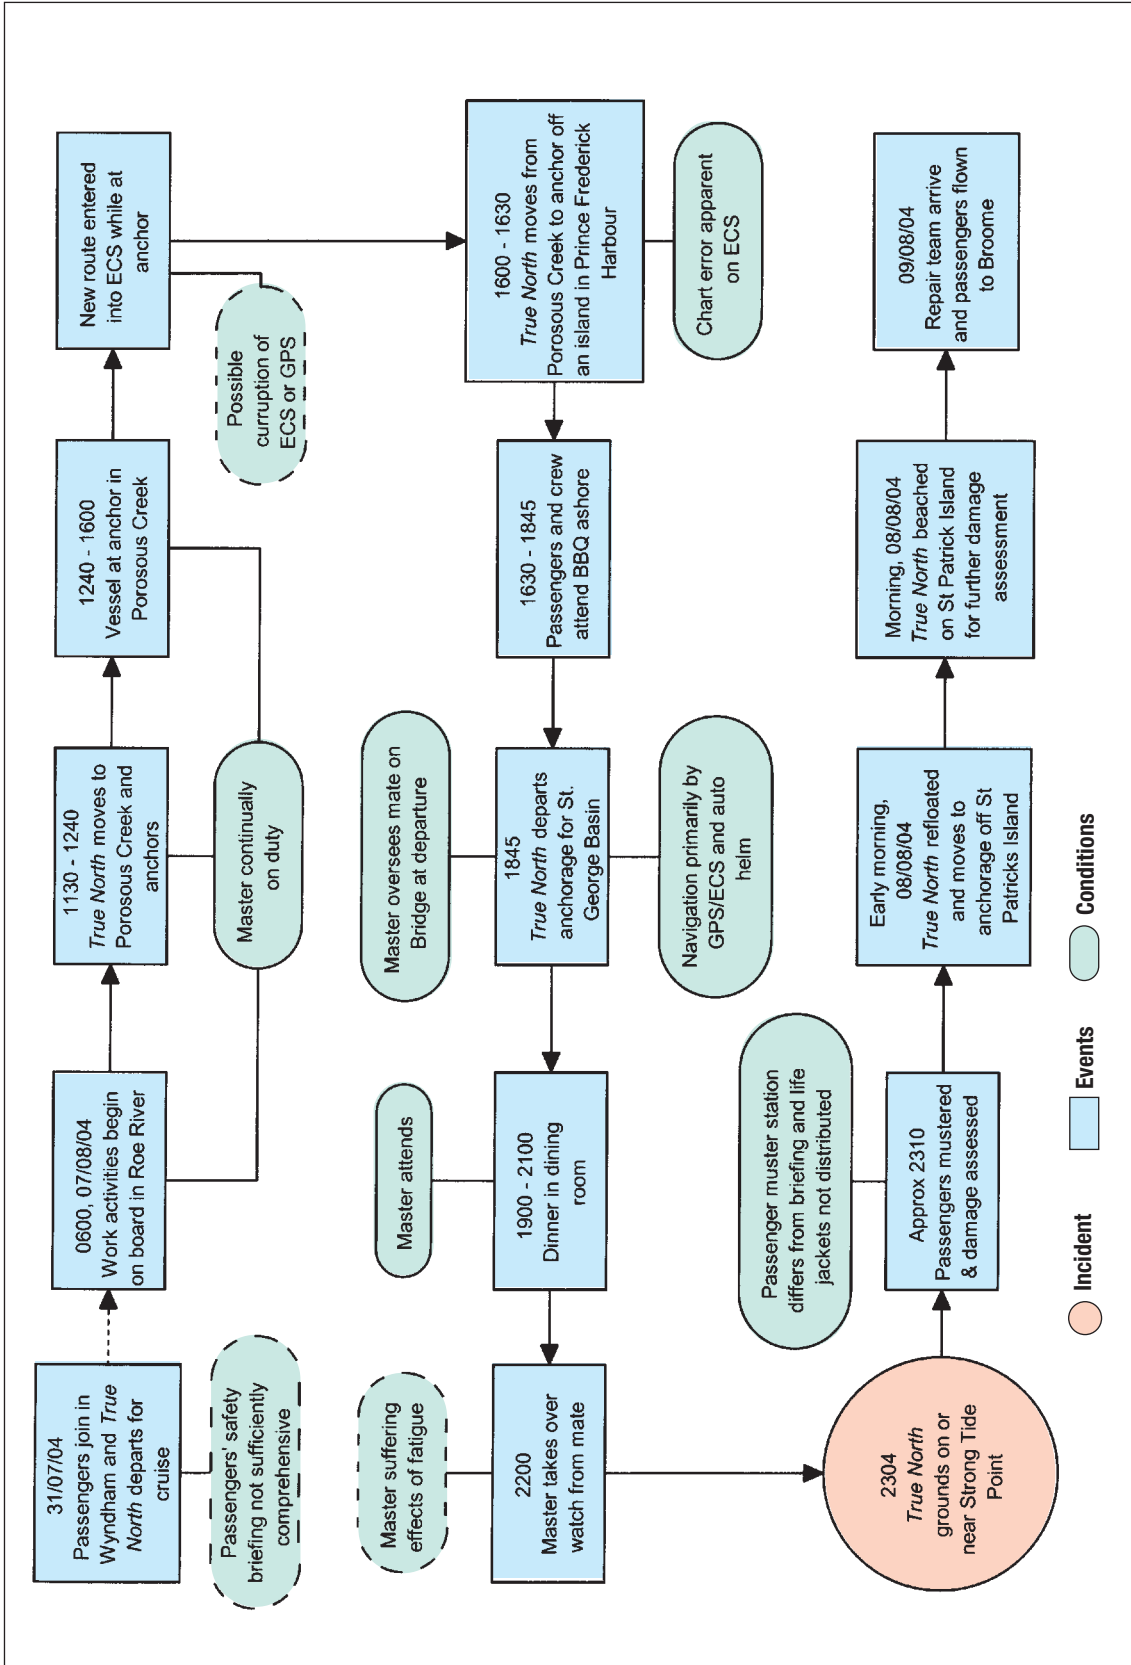 31/07/04
Passengers join in
Wyndham and True
North departs for
cruise
Passengers' safety
briefing not sufficiently
comprehensive
0600, 07/08/04
Work activities begin
on board in Roe River
1130 - 1240
True North moves to
Porosous Creek and
anchors
Master continually
on duty
1240 - 1600
Vessel at anchor in
Porosous Creek
New route entered
into ECS while at
anchor
Possible
curruption of
ECS or GPS
1600 - 1630
True North moves from
Porosous Creek to anchor off
an island in Prince Frederick
Harbour
Chart error apparent
on ECS
1630 - 1845
Passengers and crew
attend BBQ ashore
Master oversees mate on
Bridge at departure
1845
True North departs
anchorage for St.
George Basin
Navigation primarily by
GPS/ECS and auto
helm
Master attends
1900 - 2100
Dinner in dining
room
Master suffering
effects of fatigue
2200
Master takes over
watch from mate
2304
True North
grounds on or
near Strong Tide
Point
Passenger muster station
differs from briefing and life
jackets not distributed
Approx 2310
Passengers mustered
& damage assessed
Early morning,
08/08/04
True North refloated
and moves to
anchorage off St
Patricks Island
Morning, 08/08/04
True North beached
on St Patrick Island
for further damage
assessment
09/08/04
Repair team arrive
and passengers flown
to Broome
Incident
Events
Conditions